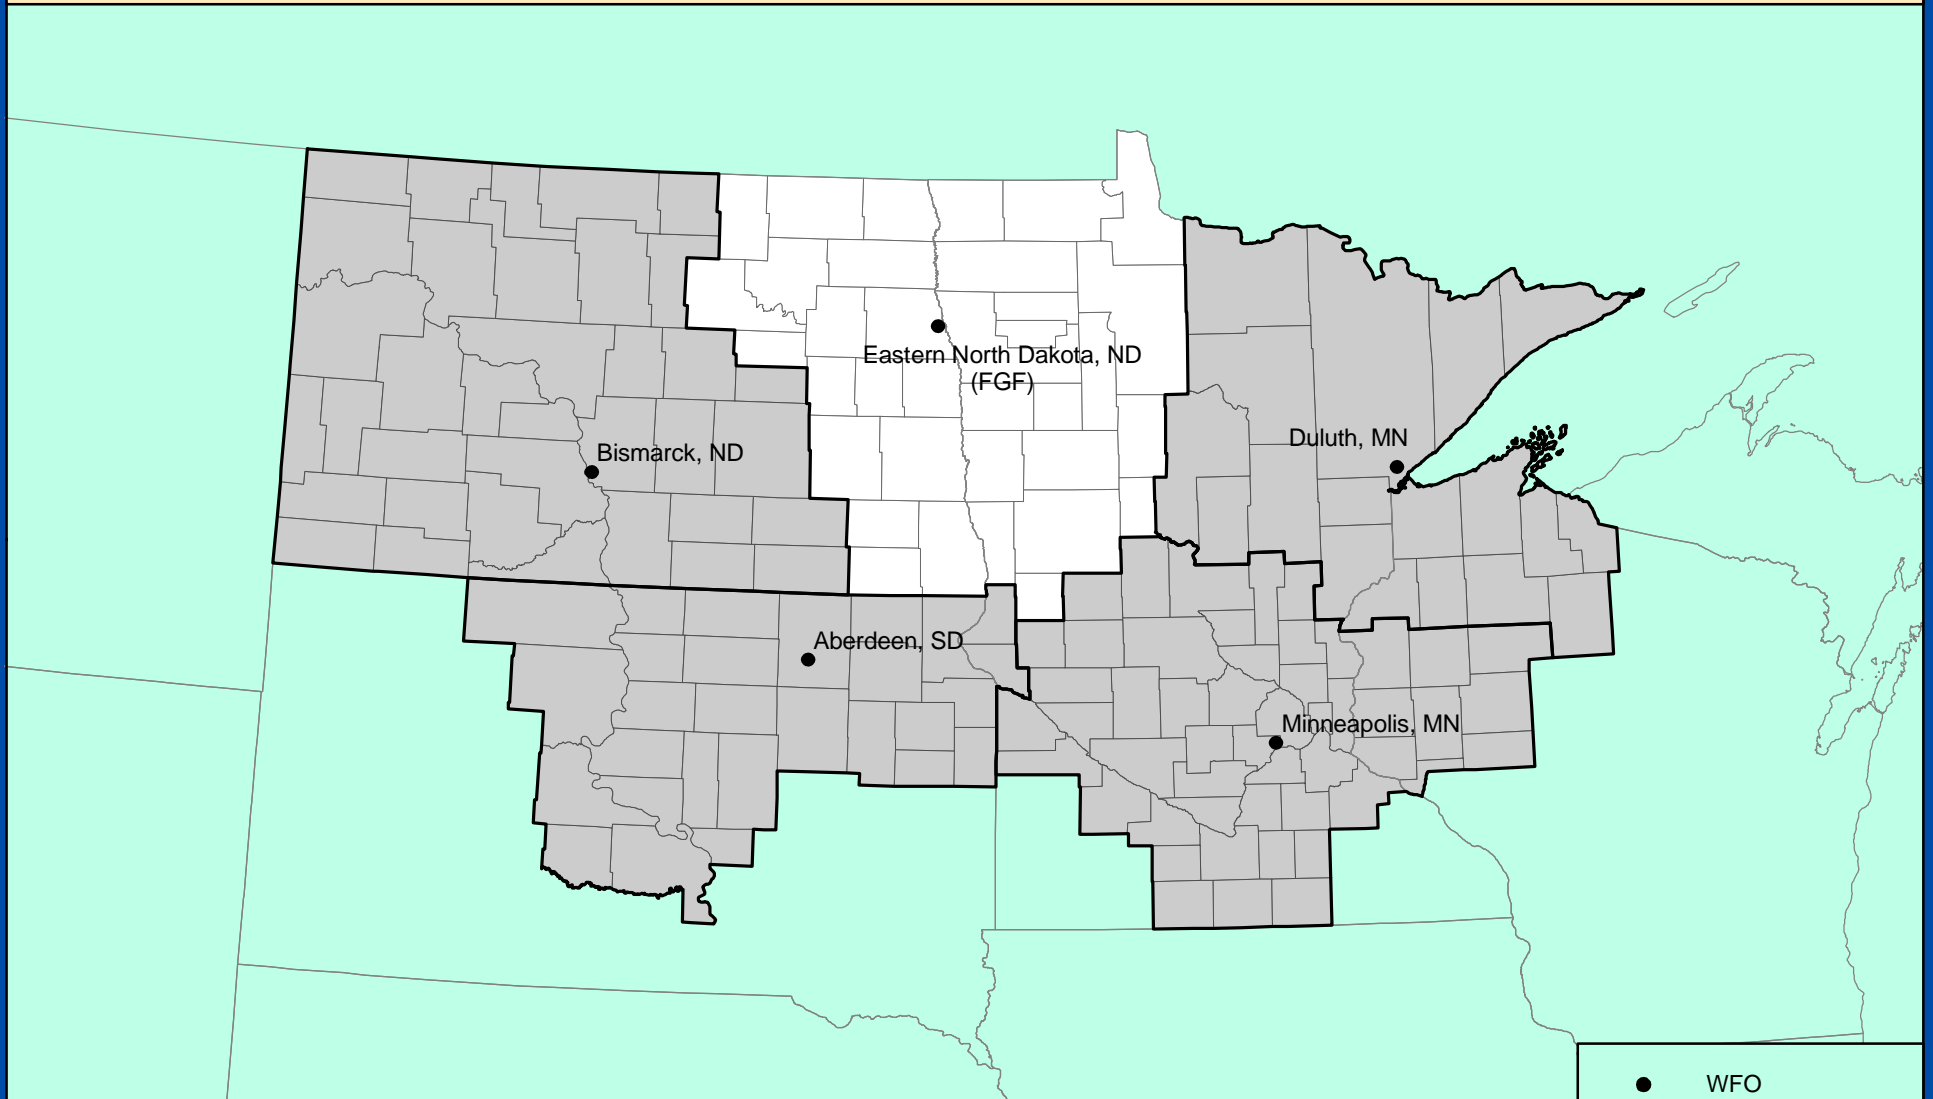 Eastern North Dakota, ND
(FGF)
Duluth, MN
Bismarck, ND
Aberdeen, SD
Minneapolis, MN
WFO